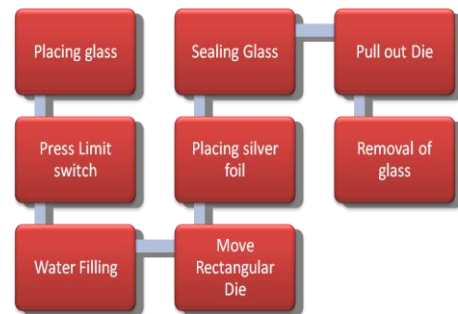 Placing glass
Press Limit
switch
Water Filling
Move
Rectangular
Die
Placing silver
foil
Sealing Glass
Pull out Die
Removal of
glass